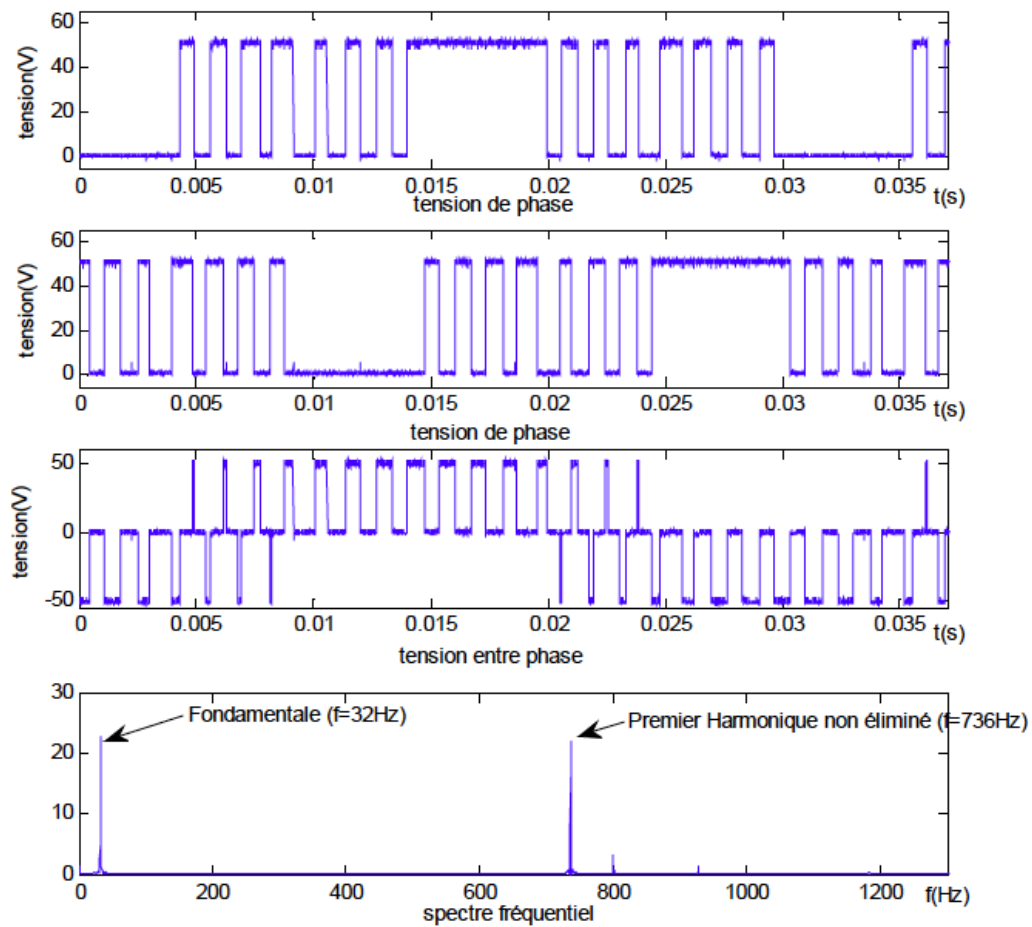 60
40
20
0
tension(V)
0 0.005 0.01 0.015 0.02 0.025 0.03 0.035 t(s)
tension de phase
60
40
20
0
tension(V)
0 0.005 0.01 0.015 0.02 0.025 0.03 0.035 t(s)
tension de phase
50
0
-50
tension(V)
0 0.005 0.01 0.015 0.02 0.025 0.03 0.035 t(s)
tension entre phase
30
20
10
0
Fondamentale (f=32Hz)
Premier Harmonique non éliminé (f=736Hz)
0 200 400 600 800 1000 1200 f(Hz)
spectre fréquentiel